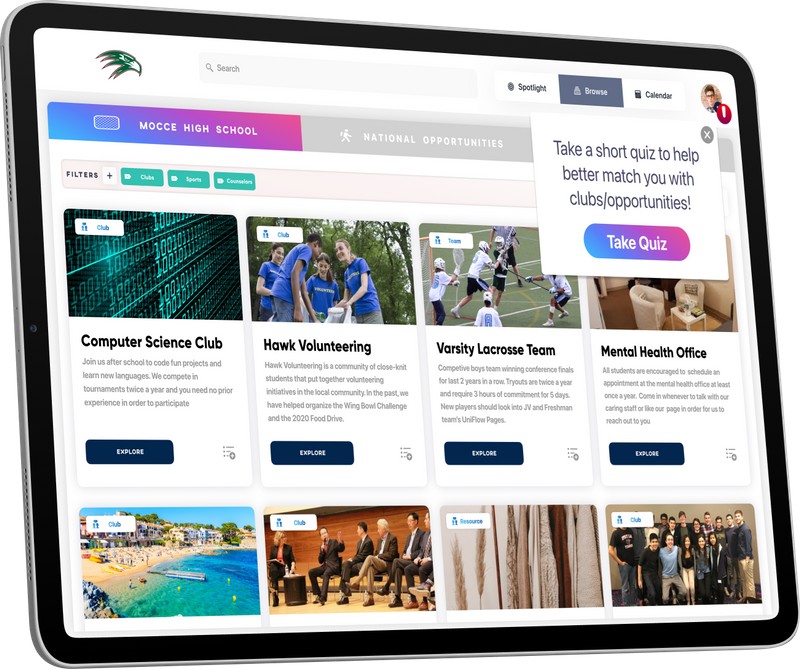 Search
Spotlight
Browse
Calendar
MOCCE HIGH SCHOOL
NATIONAL OPPORTUNITIES
X
Take a short quiz to help
better match you with
clubs/opportunities!
Take Quiz
FILTERS
+
Clubs
Sports
Counselors
Club
Computer Science Club
Join us after school to code fun projects and
learn new languages. We compete in
tournaments twice a year and you need no prior
experience in order to participate
EXPLORE
Club
VOLUNTEER
Hawk Volunteering
Hawk Volunteering is a community of close-knit
students that put together volunteering
initiatives in the local community. In the past, we
have helped organize the Wing Bowl Challenge
and the 2020 Food Drive.
EXPLORE
Team
Varsity Lacrosse Team
Competive boys team winning conference finals
for last 2 years in a row. Tryouts are twice a year
and require 3 hours of commitment for 5 days.
New players should look into JV and Freshman
team's UniFlow Pages.
EXPLORE
Mental Health Office
All students are encouraged to schedule an
appointment at the mental health office at least
once a year. Come in whenever to talk with our
caring staff or like our page in order for us to
reach out to you
EXPLORE
Club
Club
Resource
Club